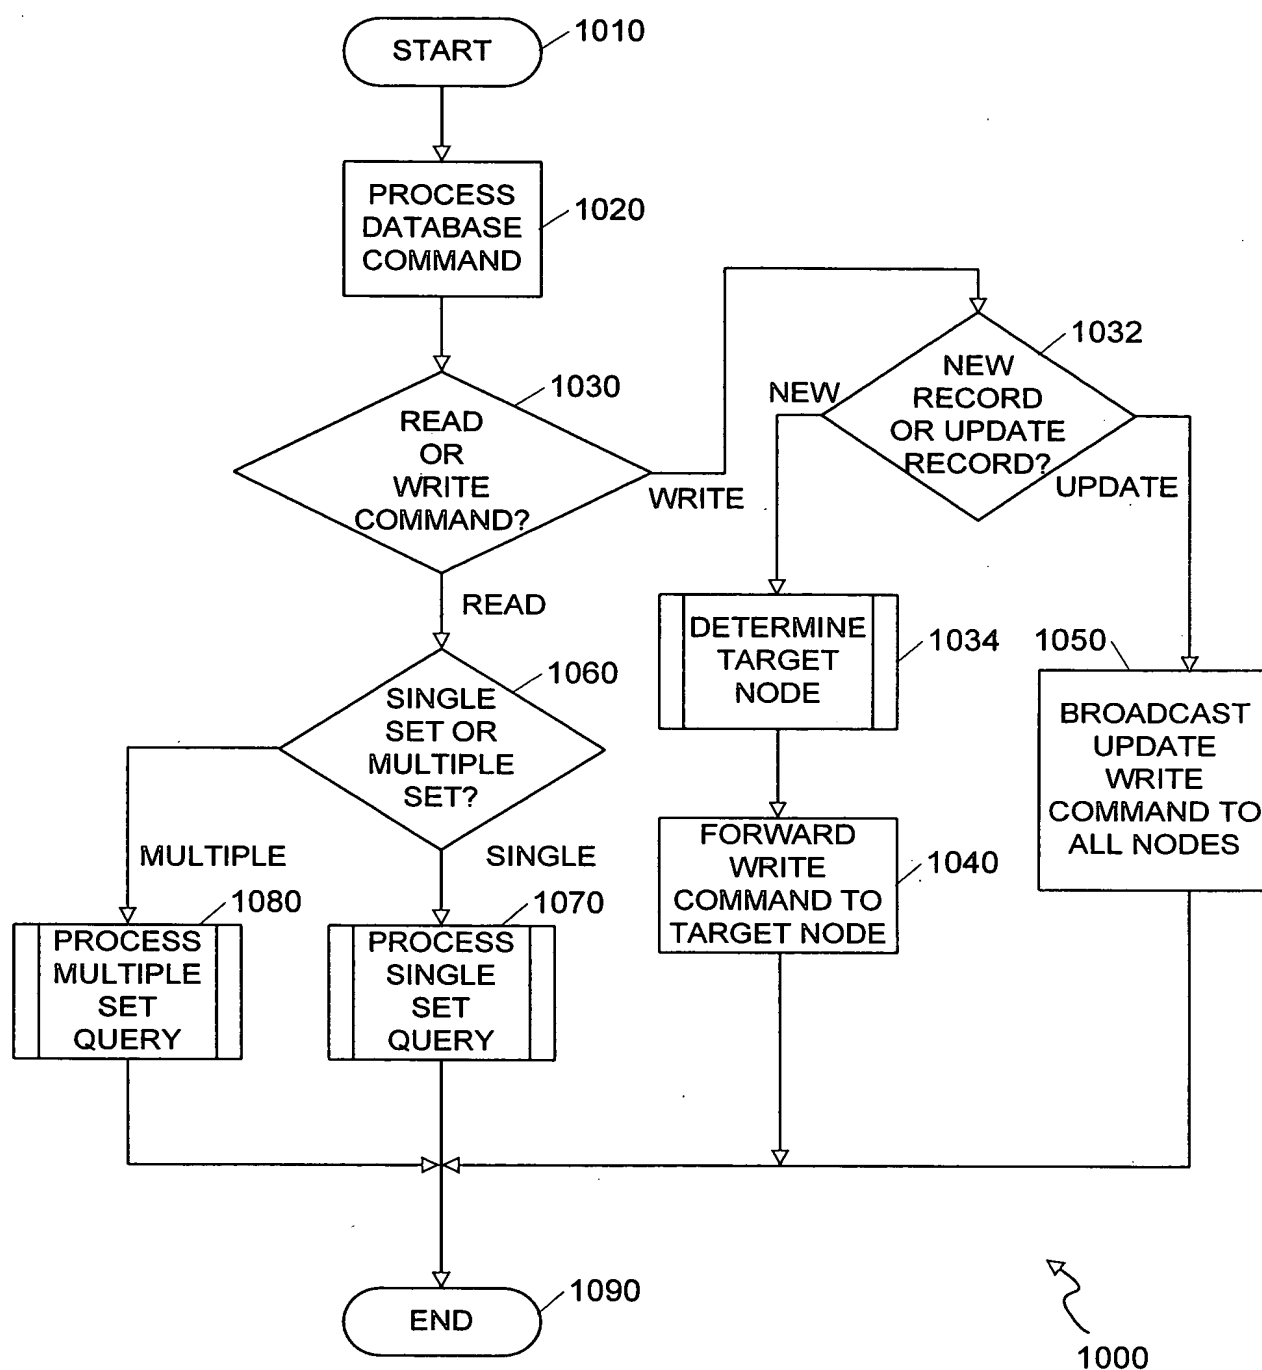 START
1010
PROCESS
DATABASE
COMMAND
1020
READ
OR
WRITE
COMMAND?
1030
WRITE
READ
NEW
RECORD
OR UPDATE
RECORD?
1032
NEW
UPDATE
DETERMINE
TARGET
NODE
1034
FORWARD
WRITE
COMMAND TO
TARGET NODE
1040
1050
BROADCAST
UPDATE
WRITE
COMMAND TO
ALL NODES
SINGLE
SET OR
MULTIPLE
SET?
1060
MULTIPLE
SINGLE
1080
PROCESS
MULTIPLE
SET
QUERY
1070
PROCESS
SINGLE
SET
QUERY
END
1090
1000